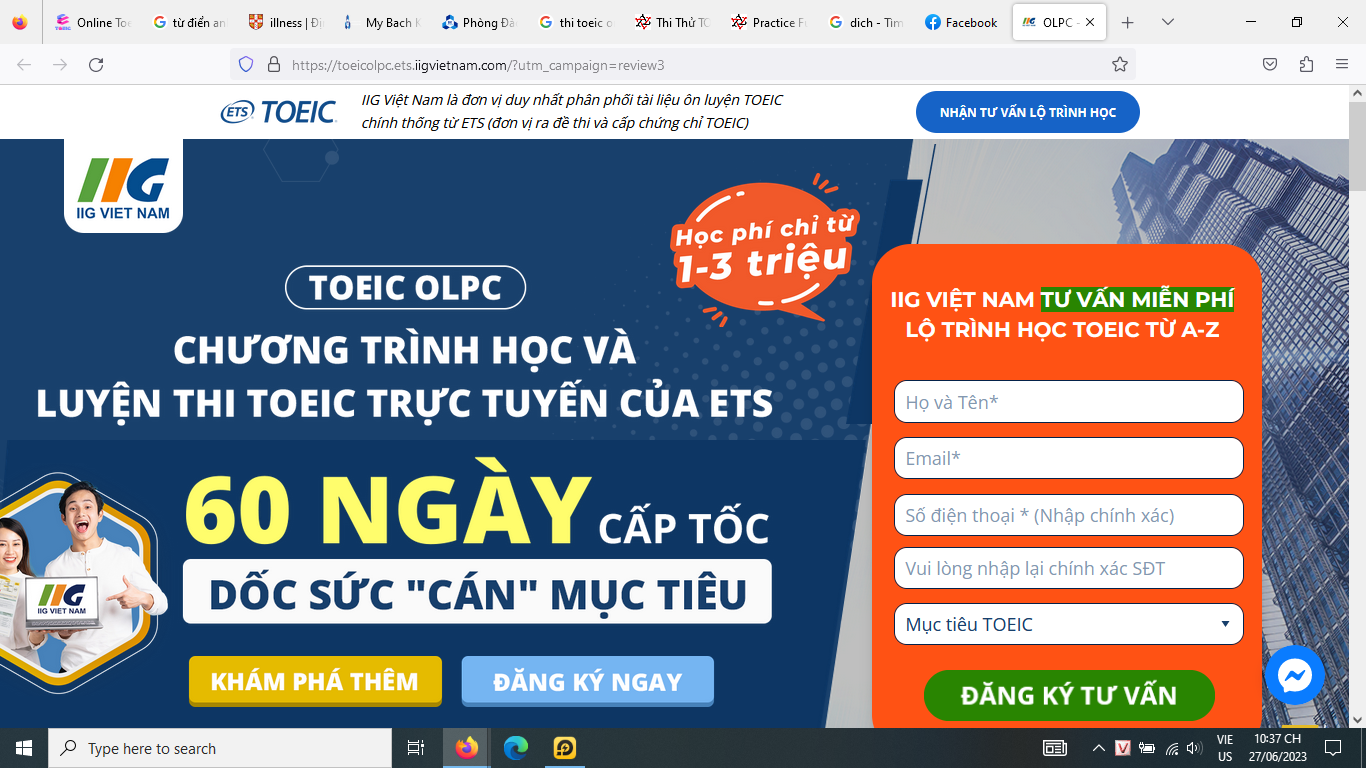 Online Toe
từ điển an
illness | Đị
My Bach K
Phòng Đà
thi toeic o
Thi Thử TO
Practice Fu
dich - Tìm
Facebook
OLPC -
https://toeicolpc.ets.iigvietnam.com/?utm_campaign=review3
ETS TOEIC
IIG Việt Nam là đơn vị duy nhất phân phối tài liệu ôn luyện TOEIC
chính thống từ ETS (đơn vị ra đề thi và cấp chứng chỉ TOEIC)
NHẬN TƯ VẤN LỘ TRÌNH HỌC
IIG
IIG VIET NAM
Học phí chỉ từ
1-3 triệu
TOEIC OLPC
CHƯƠNG TRÌNH HỌC VÀ
LUYỆN THI TOEIC TRỰC TUYẾN CỦA ETS
60 NGÀY CẤP TỐC
DỐC SỨC "CÁN" MỤC TIÊU
IIG
IIG VIET NAM
KHÁM PHÁ THÊM
ĐĂNG KÝ NGAY
IIG VIỆT NAM TƯ VẤN MIỄN PHÍ
LỘ TRÌNH HỌC TOEIC TỪ A-Z
Họ và Tên*
Email*
Số điện thoại * (Nhập chính xác)
Vui lòng nhập lại chính xác SĐT
Mục tiêu TOEIC
ĐĂNG KÝ TƯ VẤN
Type here to search
VIE
US
10:37 CH
27/06/2023